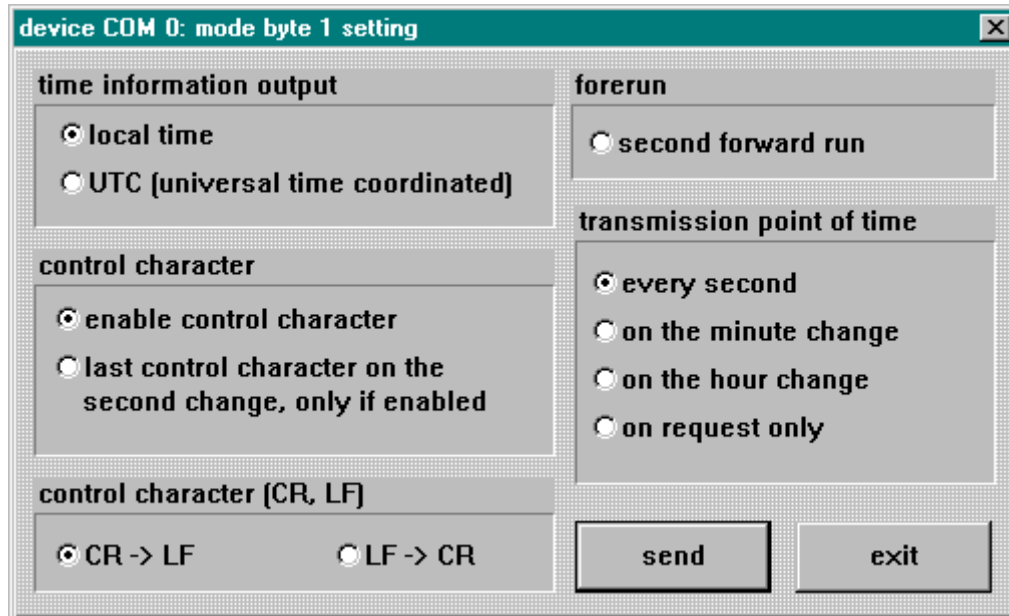 device COM 0: mode byte 1 setting
time information output
local time
UTC (universal time coordinated)
control character
enable control character
last control character on the
second change, only if enabled
control character (CR, LF)
CR -> LF
LF -> CR
forerun
second forward run
transmission point of time
every second
on the minute change
on the hour change
on request only
send
exit